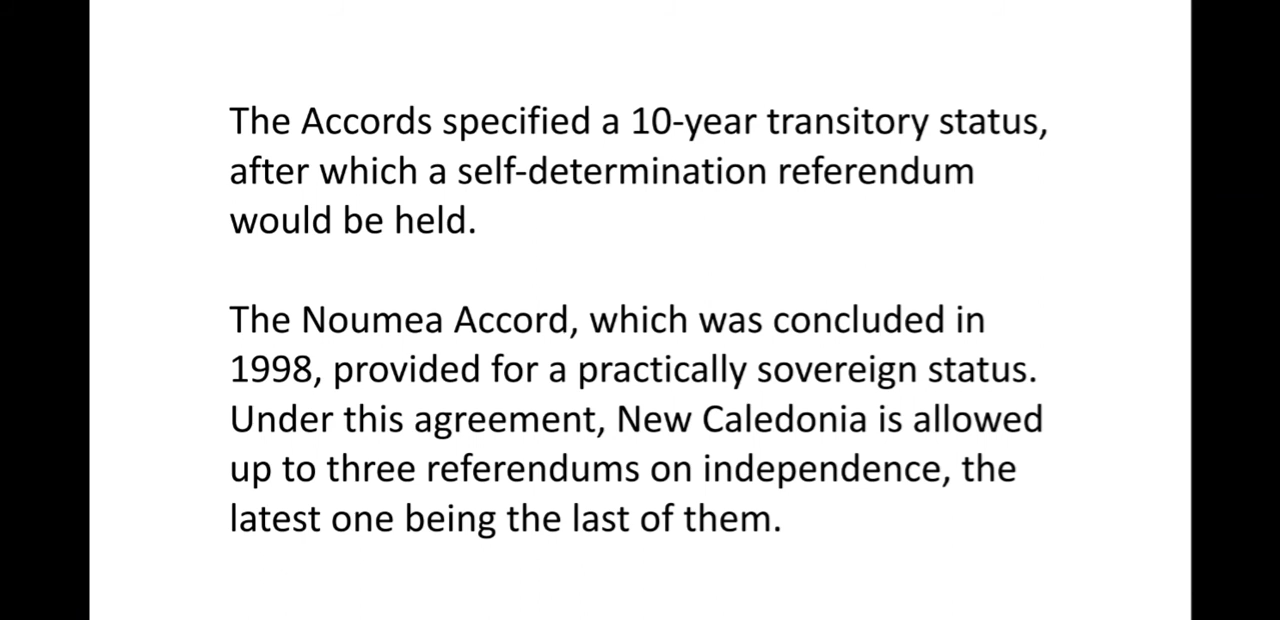 The Accords specified a 10-year transitory status,
after which a self-determination referendum
would be held.
The Noumea Accord, which was concluded in
1998, provided for a practically sovereign status.
Under this agreement, New Caledonia is allowed
up to three referendums on independence, the
latest one being the last of them.